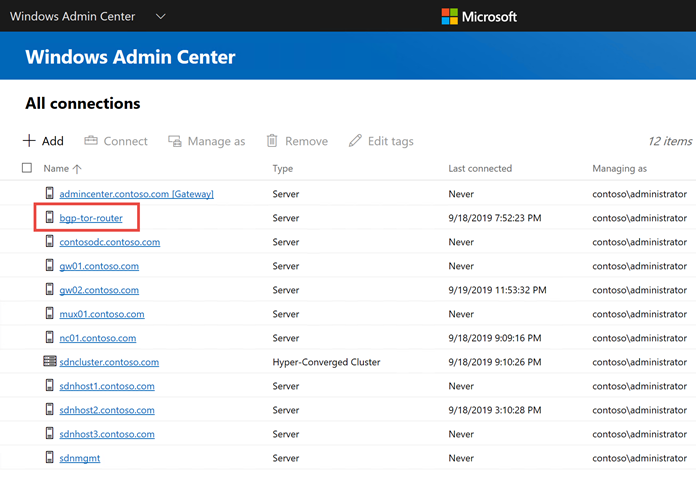 Windows Admin Center Microsoft
Windows Admin Center
All connections
Add Connect Manage as Remove Edit tags 12 items
Name Type Last connected Managing as
admincenter.contoso.com [Gateway] Server Never contoso\administrator
bgp-tor-router Server 9/18/2019 7:52:23 PM contoso\administrator
contosodc.contoso.com Server Never contoso\administrator
gw01.contoso.com Server Never contoso\administrator
gw02.contoso.com Server 9/19/2019 11:53:32 PM contoso\administrator
mux01.contoso.com Server Never contoso\administrator
nc01.contoso.com Server 9/18/2019 9:09:16 PM contoso\administrator
sdncluster.contoso.com Hyper-Converged Cluster 9/18/2019 9:10:26 PM contoso\administrator
sdnhost1.contoso.com Server Never contoso\administrator
sdnhost2.contoso.com Server 9/18/2019 3:10:28 PM contoso\administrator
sdnhost3.contoso.com Server Never contoso\administrator
sdnmgmt Server Never contoso\administrator